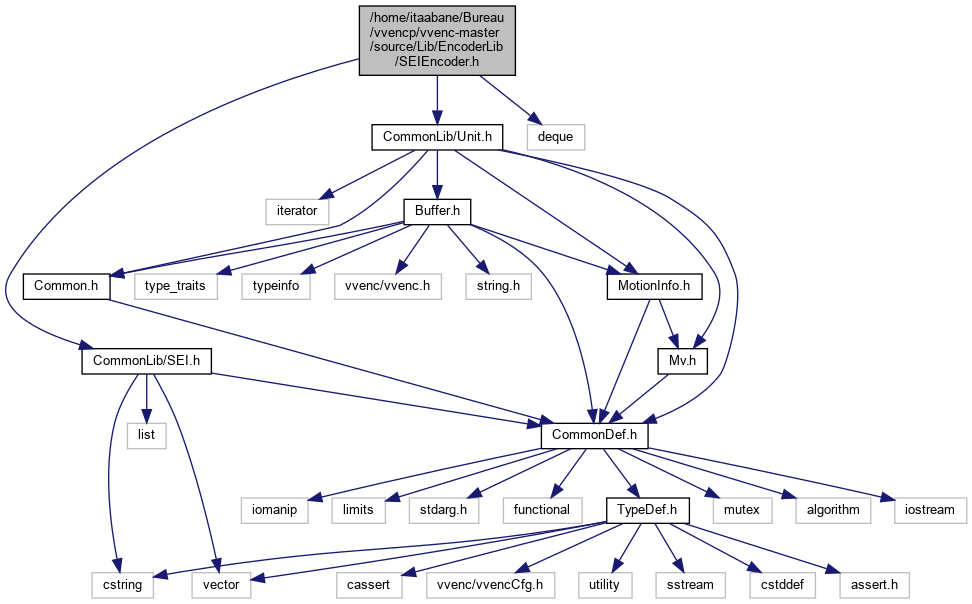 /home/itaabane/Bureau
/vvencp/vvenc-master
/source/Lib/EncoderLib
/SEIEncoder.h
CommonLib/Unit.h
deque
iterator
Buffer.h
Common.h
type_traits
typeinfo
vvenc/vvenc.h
string.h
MotionInfo.h
CommonLib/SEI.h
Mv.h
list
CommonDef.h
iomanip
limits
stdarg.h
functional
TypeDef.h
mutex
algorithm
iostream
cstring
vector
cassert
vvenc/vvencCfg.h
utility
sstream
cstddef
assert.h